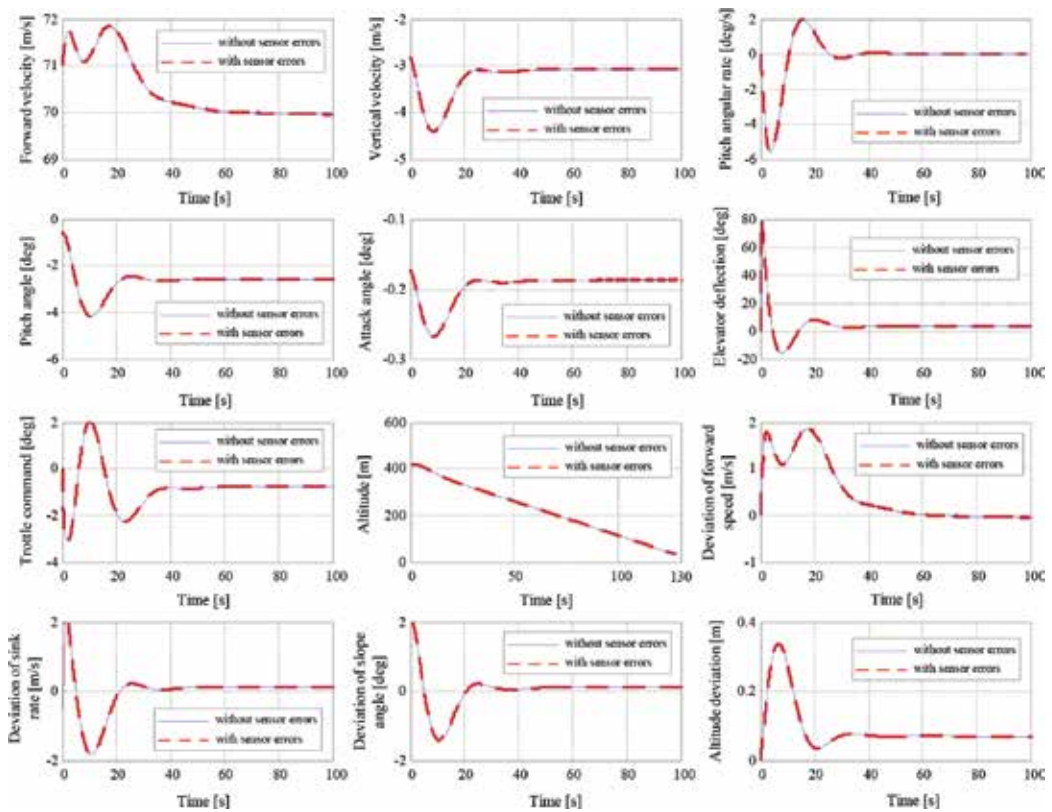 Forward velocity [m/s]
72
71
70
69
without sensor errors
with sensor errors
0 20 40 60 80 100
Time [s]
Vertical velocity [m/s]
-2
-3
-4
-5
without sensor errors
with sensor errors
0 20 40 60 80 100
Time [s]
Pitch angular rate [deg/s]
2
0
-2
-4
-6
without sensor errors
with sensor errors
0 20 40 60 80 100
Time [s]
Pitch angle [deg]
0
-2
-4
-6
without sensor errors
with sensor errors
0 20 40 60 80 100
Time [s]
Attack angle [deg]
-0.1
-0.2
-0.3
without sensor errors
with sensor errors
0 20 40 60 80 100
Time [s]
Elevator deflection [deg]
80
60
40
20
0
-20
without sensor errors
with sensor errors
0 20 40 60 80 100
Time [s]
Trottle command [deg]
2
0
-2
-4
without sensor errors
with sensor errors
0 20 40 60 80 100
Time [s]
Altitude [m]
600
400
200
0
without sensor errors
with sensor errors
0 50 100 130
Time [s]
Deviation of forward
speed [m/s]
2
1
0
-1
without sensor errors
with sensor errors
0 20 40 60 80 100
Time [s]
Deviation of sink
rate [m/s]
2
0
-2
without sensor errors
with sensor errors
0 20 40 60 80 100
Time [s]
Deviation of slope
angle [deg]
2
0
-2
without sensor errors
with sensor errors
0 20 40 60 80 100
Time [s]
Altitude deviation [m]
0.4
0.2
0
without sensor errors
with sensor errors
0 20 40 60 80 100
Time [s]